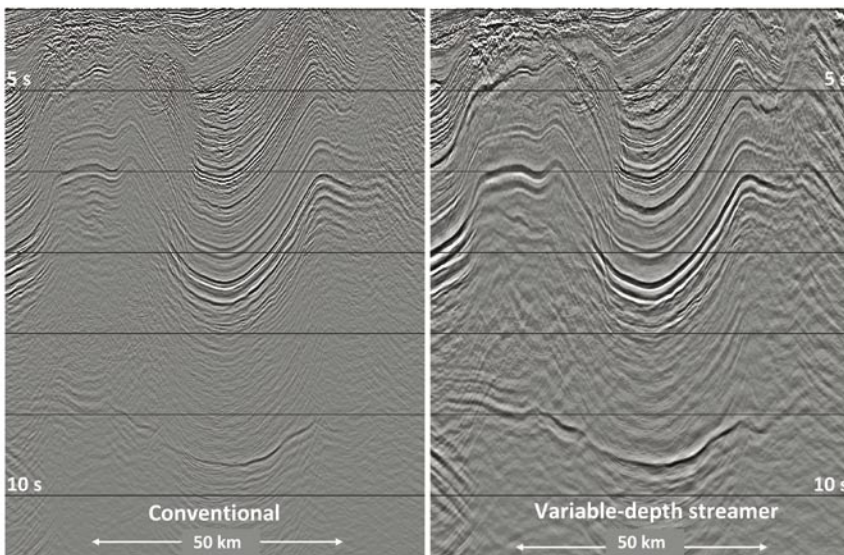 5 s
5 s
10 s
10 s
Conventional
Variable-depth streamer
50 km
50 km